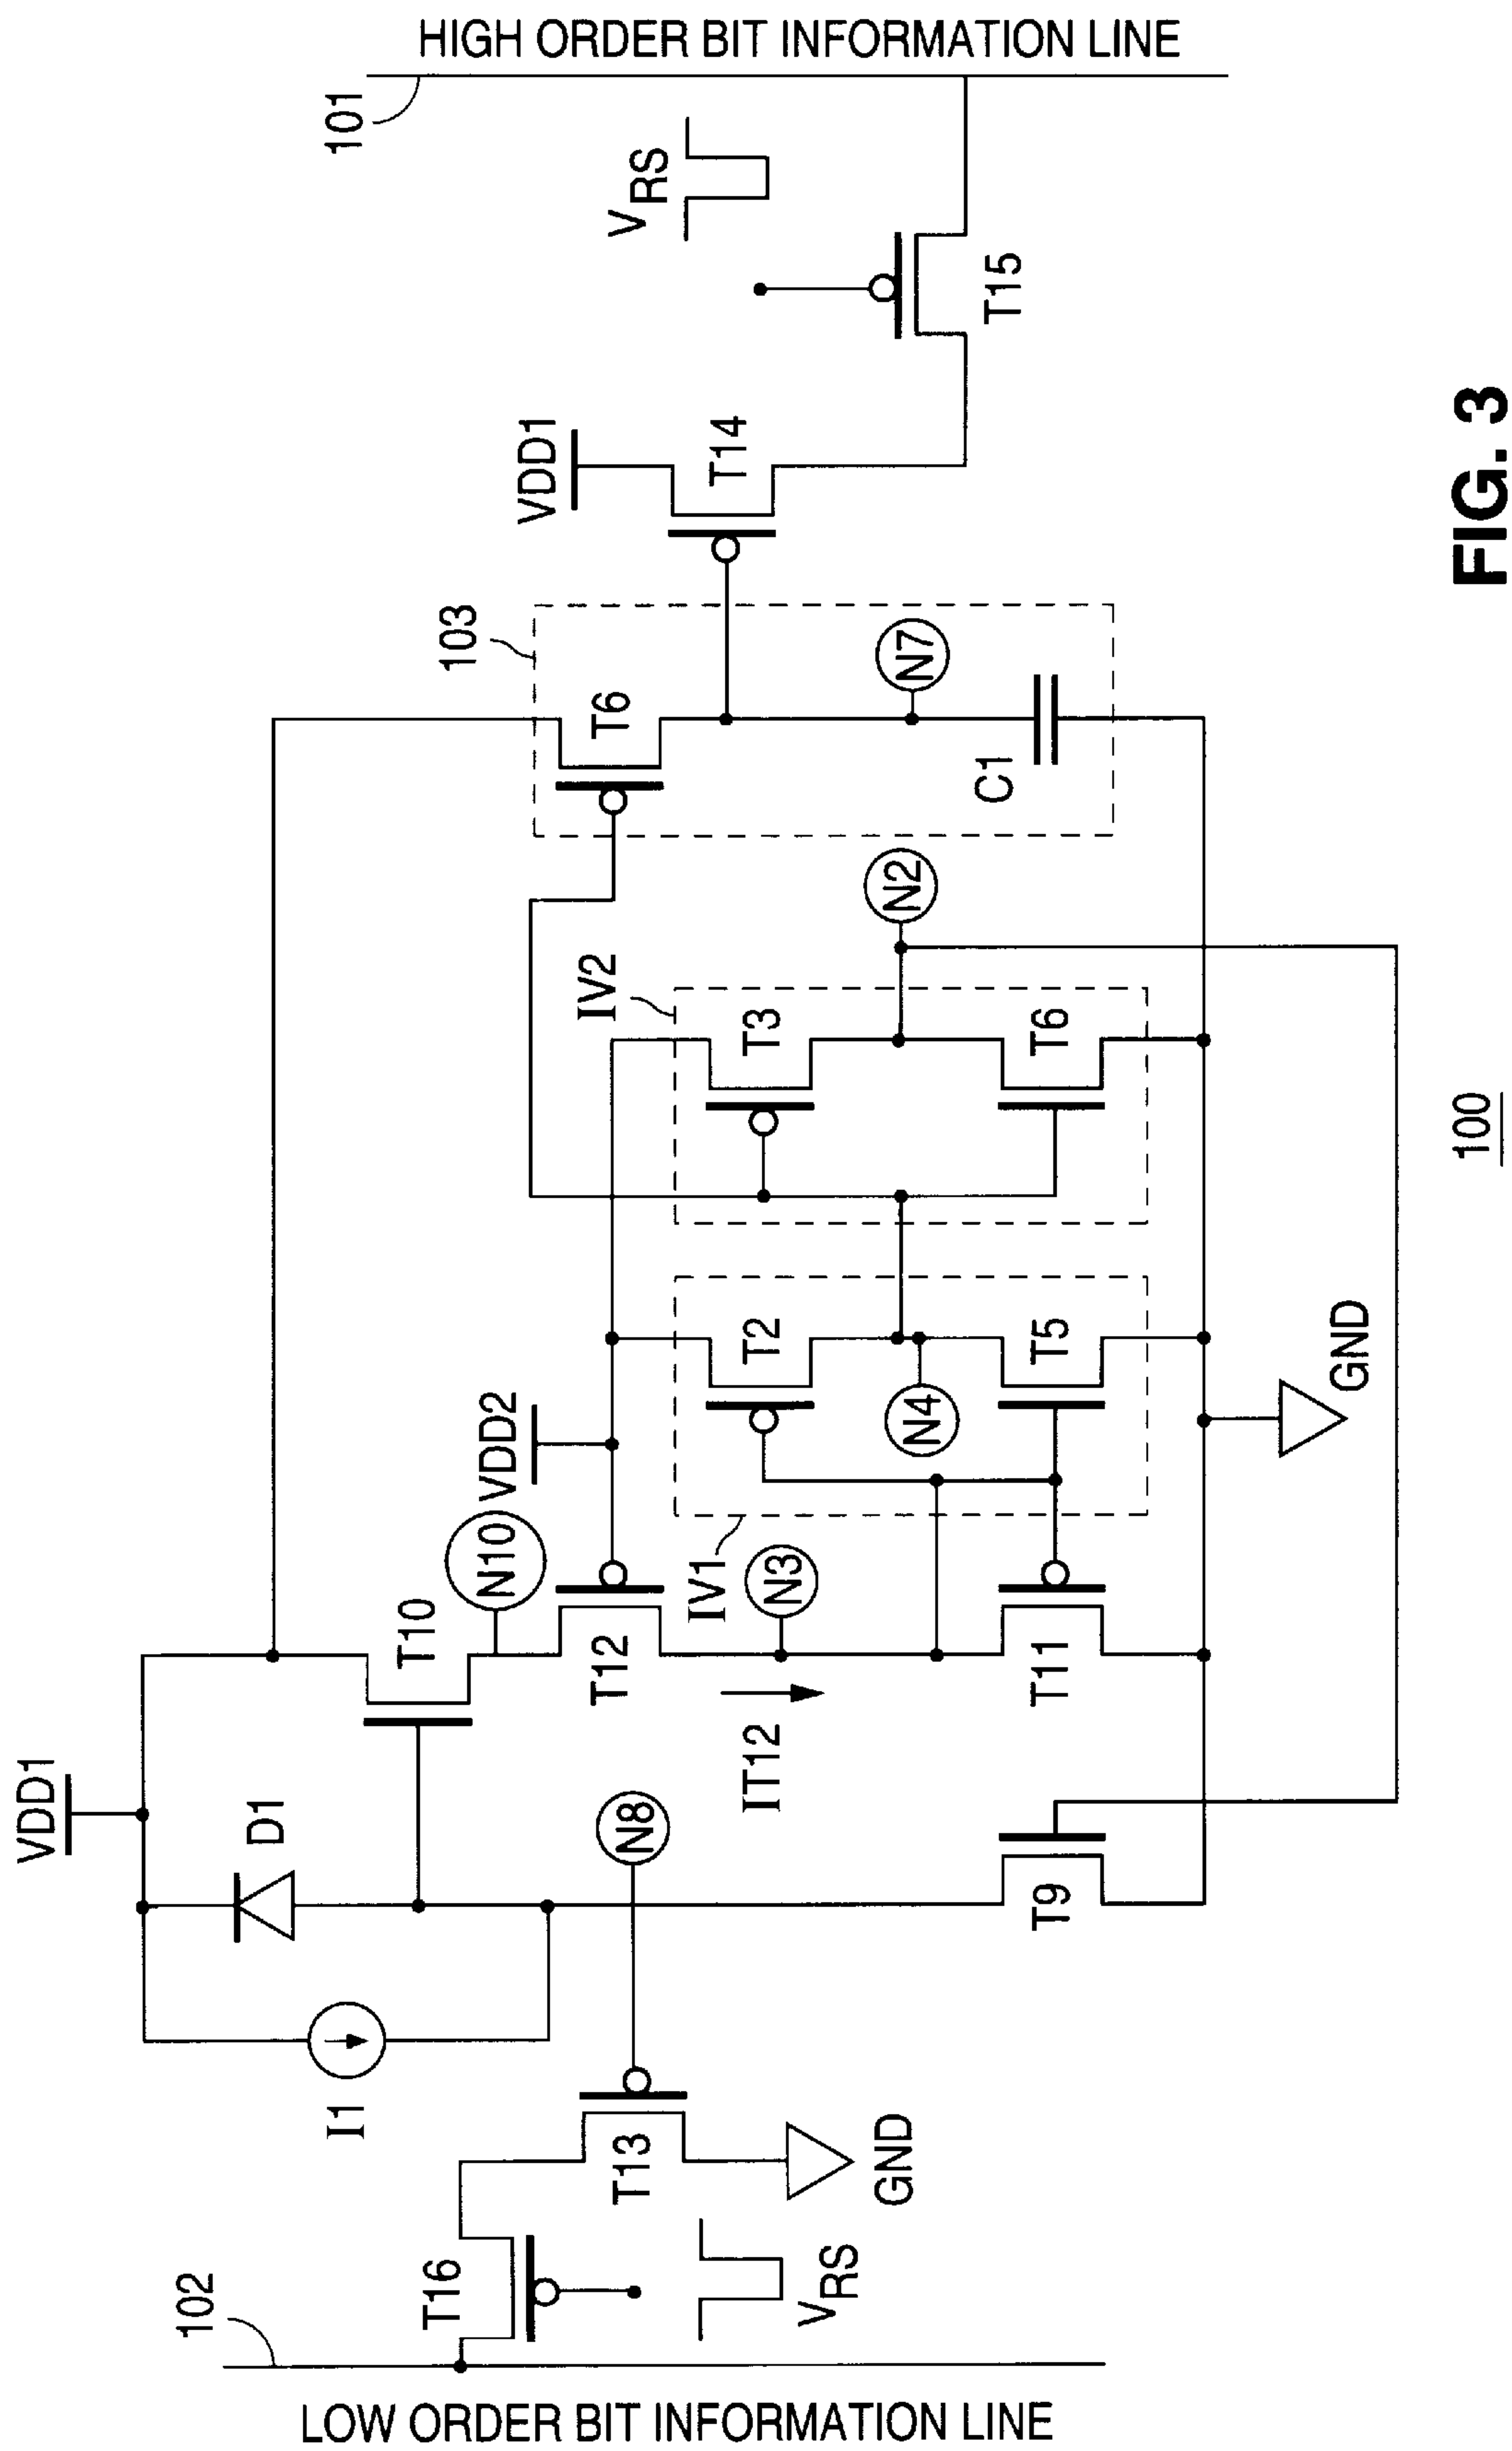 HIGH ORDER BIT INFORMATION LINE
101
VRS
T15
VDD1
T14
103
T6
N7
C1
N2
IV2
T3
T6
VDD2
T2
N4
T5
GND
N10
IV1
N3
T10
T12
T11
IT12
VDD1
D1
N8
T9
I1
T13
GND
T16
VRS
102
LOW ORDER BIT INFORMATION LINE
100
FIG. 3